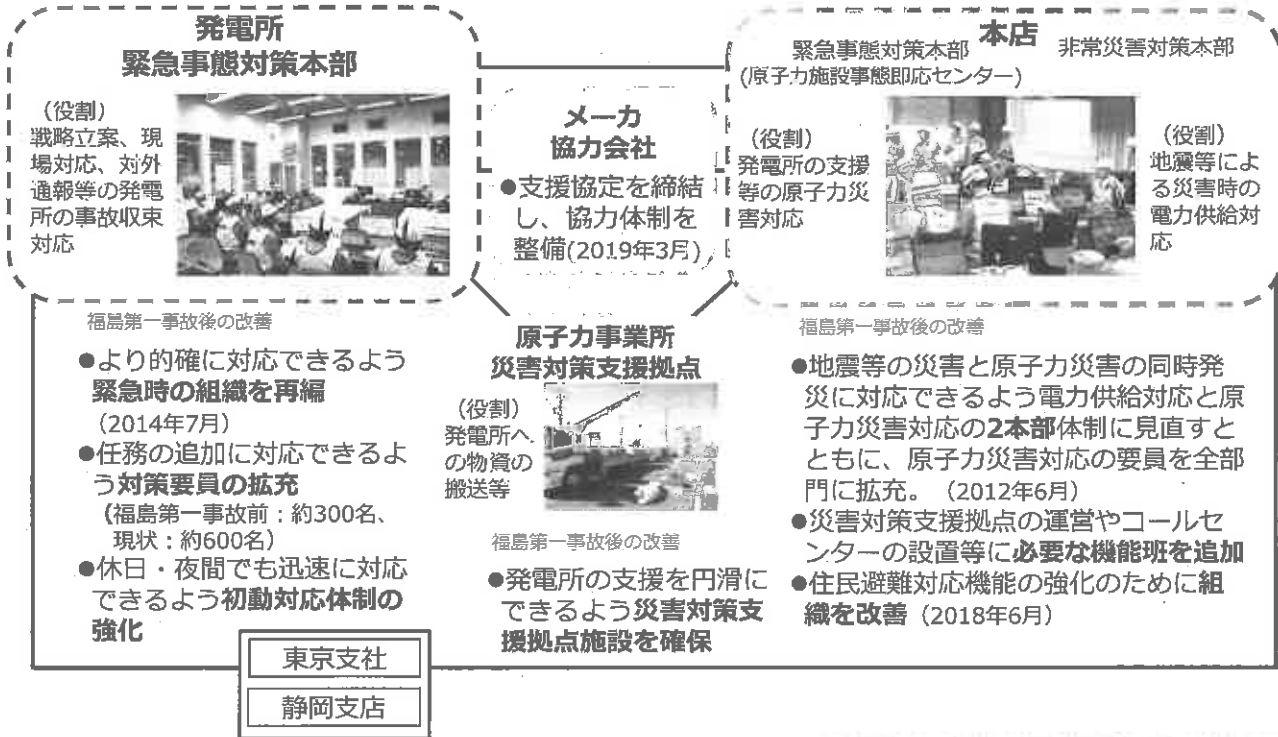 発電所
緊急事態対策本部
（役割）
戦略立案、現
場対応、対外
通報等の発電
所の事故収束
対応
メーカ
協力会社
●支援協定を締結
し、協力体制を
整備(2019年3月)
本店
緊急事態対策本部
(原子力施設事態即応センター)
非常災害対策本部
（役割）
発電所の支援
等の原子力災
害対応
（役割）
地震等によ
る災害時の
電力供給対
応
福島第一事故後の改善
●より的確に対応できるよう
緊急時の組織を再編
（2014年7月）
●任務の追加に対応できるよ
う対策要員の拡充
（福島第一事故前：約300名、
現状：約600名）
●休日・夜間でも迅速に対応
できるよう初動対応体制の
強化
原子力事業所
災害対策支援拠点
（役割）
発電所へ
の物資の
搬送等
福島第一事故後の改善
●発電所の支援を円滑に
できるよう災害対策支
援拠点施設を確保
福島第一事故後の改善
●地震等の災害と原子力災害の同時発
災に対応できるよう電力供給対応と原
子力災害対応の2本部体制に見直すと
ともに、原子力災害対応の要員を全部
門に拡充。（2012年6月）
●災害対策支援拠点の運営やコールセ
ンターの設置等に必要な機能班を追加
●住民避難対応機能の強化のために組
織を改善（2018年6月）
東京支社
静岡支店